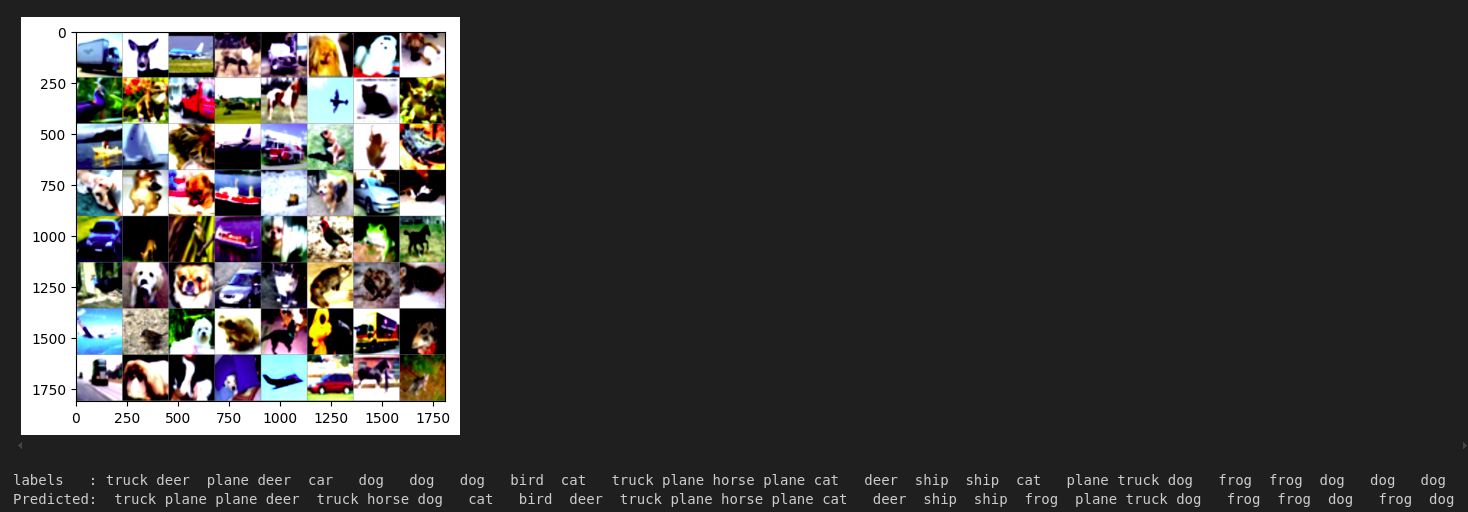 0
250
500
750
1000
1250
1500
1750
0 250 500 750 1000 1250 1500 1750
labels   : truck deer  plane deer  car   dog   dog   dog   bird  cat   truck plane horse plane cat   deer  ship  ship  cat   plane truck dog   frog  frog  dog   dog   dog
Predicted:  truck plane plane deer  truck horse dog   cat   bird  deer  truck plane horse plane cat   deer  ship  ship  frog  plane truck dog   frog  frog  dog   frog  dog